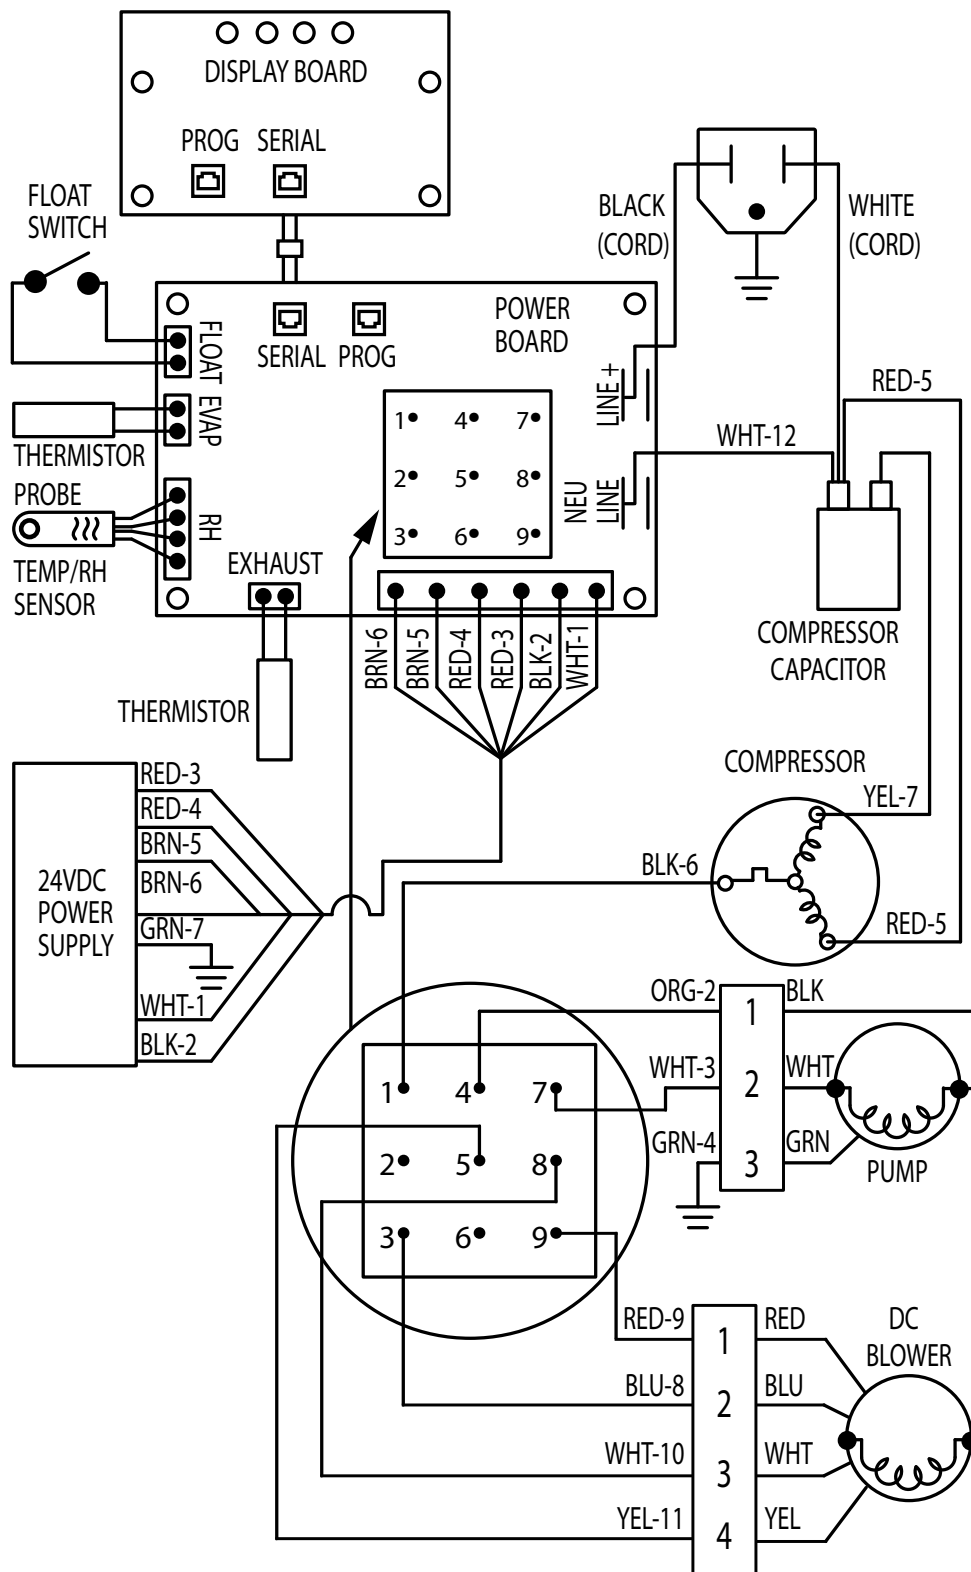 DISPLAY BOARD
PROG
SERIAL
FLOAT
SWITCH
BLACK
(CORD)
WHITE
(CORD)
POWER
BOARD
SERIAL
PROG
FLOAT
EVAP
RH
THERMISTOR
PROBE
TEMP/RH
SENSOR
EXHAUST
THERMISTOR
1 4 7
2 5 8
3 6 9
LINE +
NEU
LINE
WHT-12
RED-5
COMPRESSOR
CAPACITOR
BRN-6
BRN-5
RED-4
RED-3
BLK-2
WHT-1
24VDC
POWER
SUPPLY
RED-3
RED-4
BRN-5
BRN-6
GRN-7
WHT-1
BLK-2
COMPRESSOR
YEL-7
BLK-6
RED-5
ORG-2
1
BLK
WHT-3
2
WHT
GRN-4
3
GRN
PUMP
1 4 7
2 5 8
3 6 9
RED-9
1
RED
BLU-8
2
BLU
WHT-10
3
WHT
YEL-11
4
YEL
DC
BLOWER